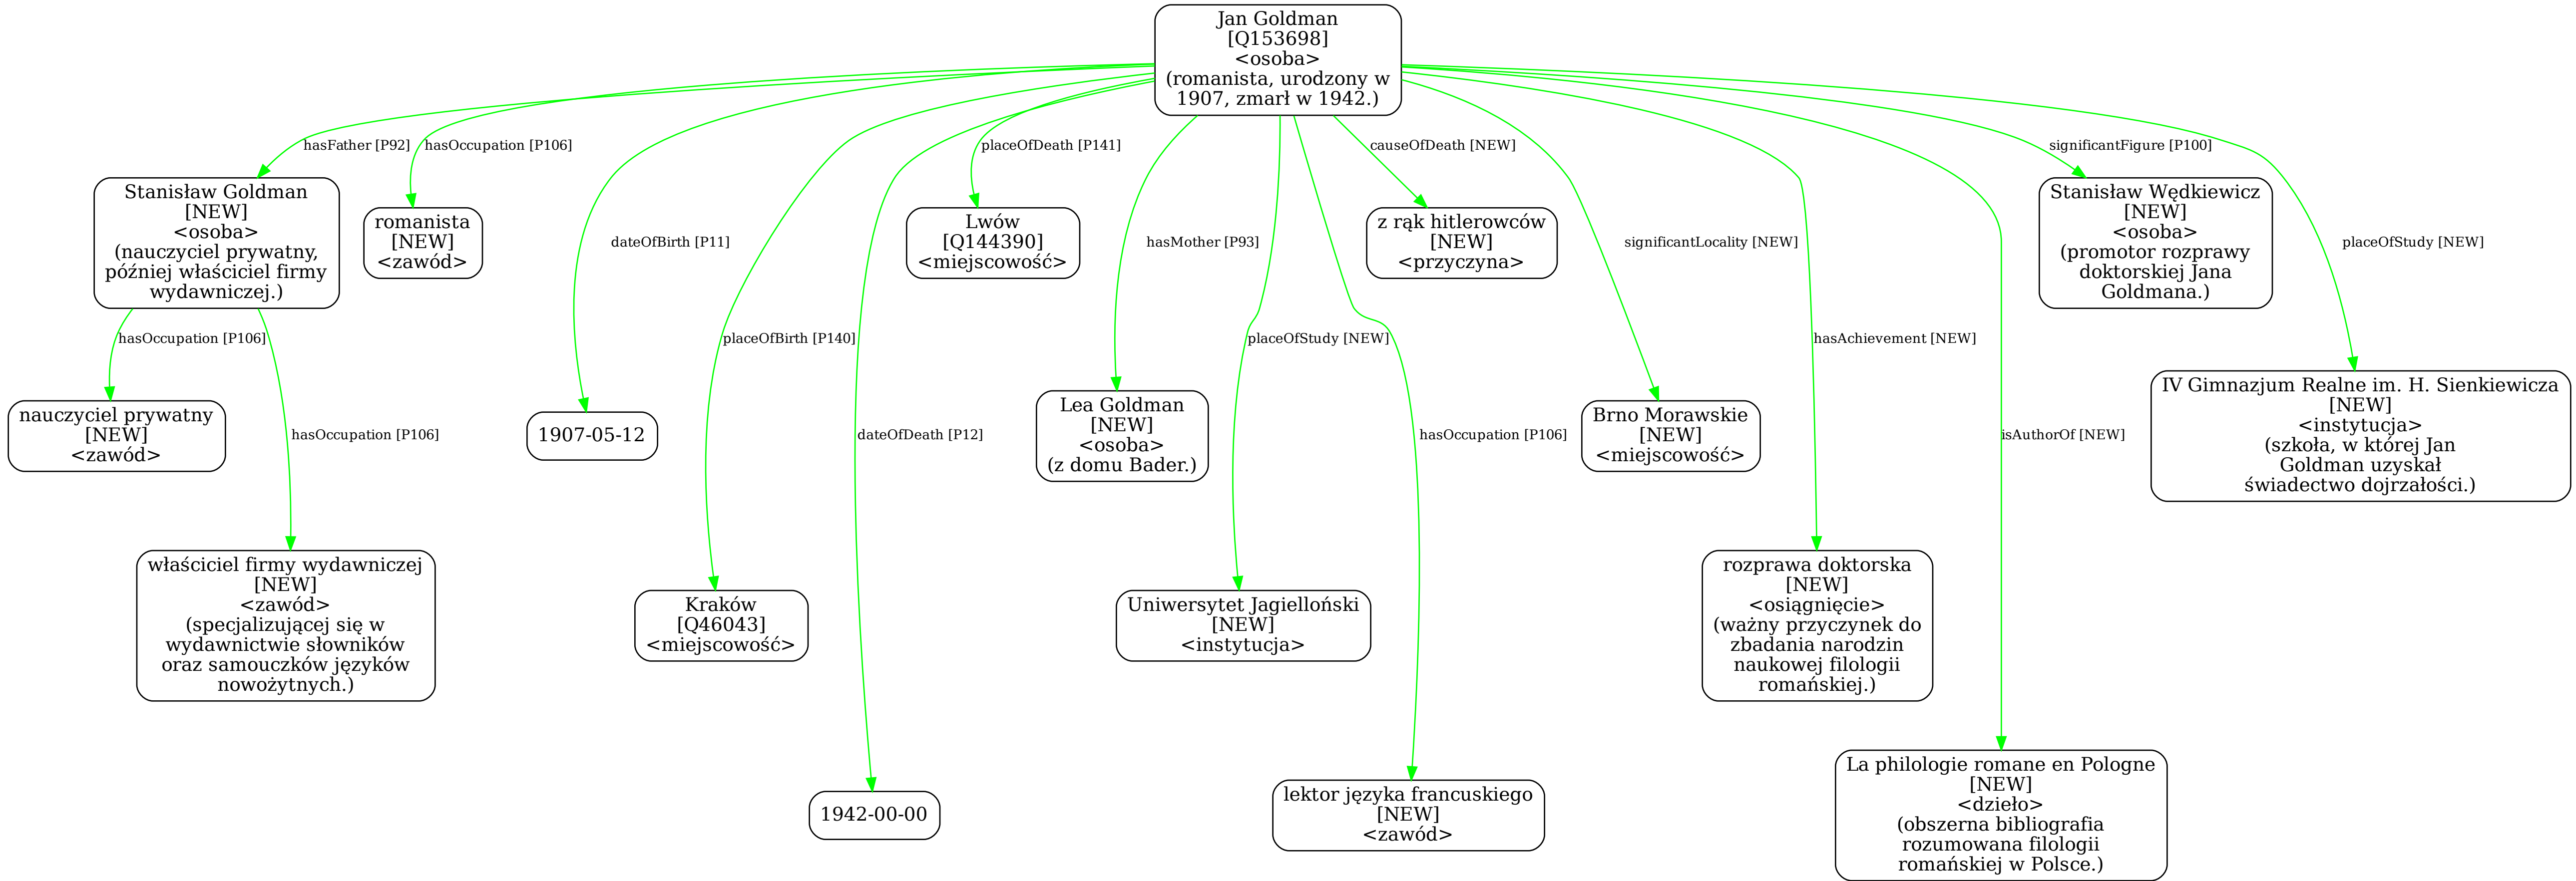 Jan Goldman
[Q153698]
<osoba>
(romanista, urodzony w
1907, zmarł w 1942.)
hasFather [P92]
hasOccupation [P106]
placeOfDeath [P141]
causeOfDeath [NEW]
significantFigure [P100]
Stanisław Goldman
[NEW]
<osoba>
(nauczyciel prywatny,
później właściciel firmy
wydawniczej.)
romanista
[NEW]
<zawód>
dateOfBirth [P11]
Lwów
[Q144390]
<miejscowość>
hasMother [P93]
z rąk hitlerowców
[NEW]
<przyczyna>
significantLocality [NEW]
Stanisław Wędkiewicz
[NEW]
<osoba>
(promotor rozprawy
doktorskiej Jana
Goldmana.)
placeOfStudy [NEW]
hasOccupation [P106]
placeOfBirth [P140]
placeOfStudy [NEW]
hasAchievement [NEW]
nauczyciel prywatny
[NEW]
<zawód>
hasOccupation [P106]
1907-05-12
dateOfDeath [P12]
Lea Goldman
[NEW]
<osoba>
(z domu Bader.)
hasOccupation [P106]
Brno Morawskie
[NEW]
<miejscowość>
isAuthorOf [NEW]
IV Gimnazjum Realne im. H. Sienkiewicza
[NEW]
<instytucja>
(szkoła, w której Jan
Goldman uzyskał
świadectwo dojrzałości.)
właściciel firmy wydawniczej
[NEW]
<zawód>
(specjalizującej się w
wydawnictwie słowników
oraz samouczków języków
nowożytnych.)
Kraków
[Q46043]
<miejscowość>
Uniwersytet Jagielloński
[NEW]
<instytucja>
rozprawa doktorska
[NEW]
<osiągnięcie>
(ważny przyczynek do
zbadania narodzin
naukowej filologii
romańskiej.)
1942-00-00
lektor języka francuskiego
[NEW]
<zawód>
La philologie romane en Pologne
[NEW]
<dzieło>
(obszerna bibliografia
rozumowana filologii
romańskiej w Polsce.)